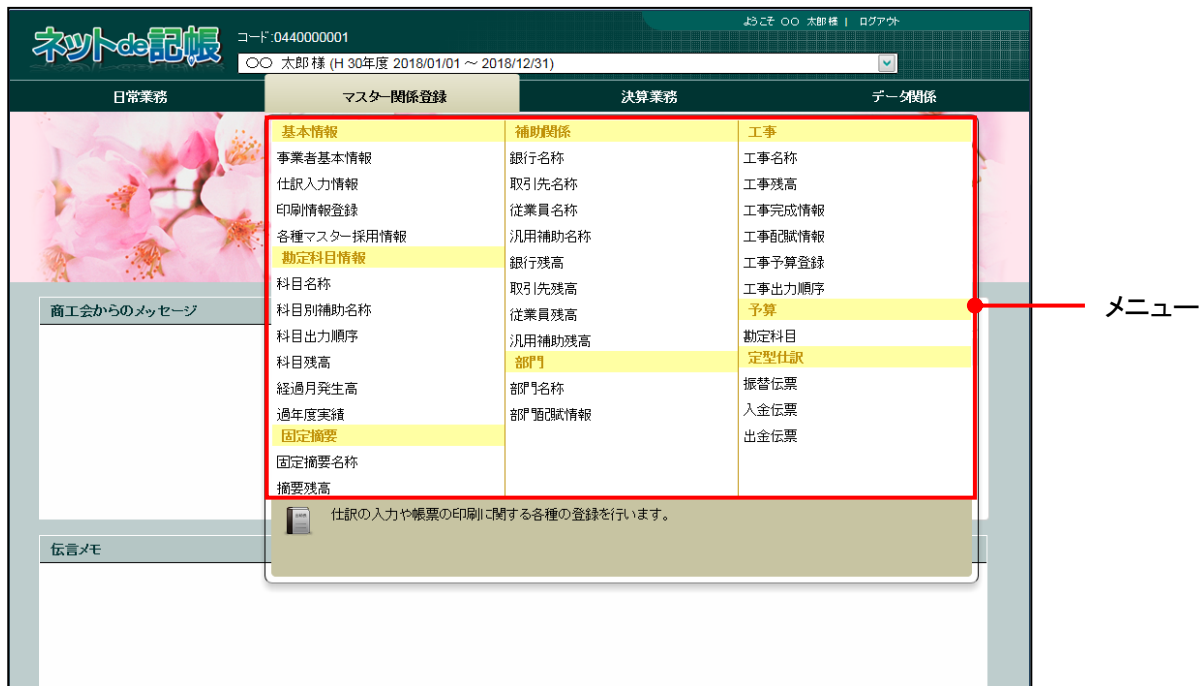 ようこそ 〇〇 太郎様 | ログアウト
ネットde記帳
コード:0440000001
〇〇 太郎様 (H 30年度 2018/01/01 ～ 2018/12/31)
日常業務 マスター関係登録 決算業務 データ関係
基本情報
事業者基本情報
仕訳入力情報
印刷情報登録
各種マスター採用情報
勘定科目情報
科目名称
科目別補助名称
科目出力順序
科目残高
経過月発生高
過年度実績
固定摘要
固定摘要名称
摘要残高
補助関係
銀行名称
取引先名称
従業員名称
汎用補助名称
銀行残高
取引先残高
従業員残高
汎用補助残高
部門
部門名称
部門配賦情報
工事
工事名称
工事残高
工事完成情報
工事配賦情報
工事予算登録
工事出力順序
予算
勘定科目
定型仕訳
振替伝票
入金伝票
出金伝票
仕訳の入力や帳票の印刷に関する各種の登録を行います。
メニュー
商工会からのメッセージ
伝言メモ